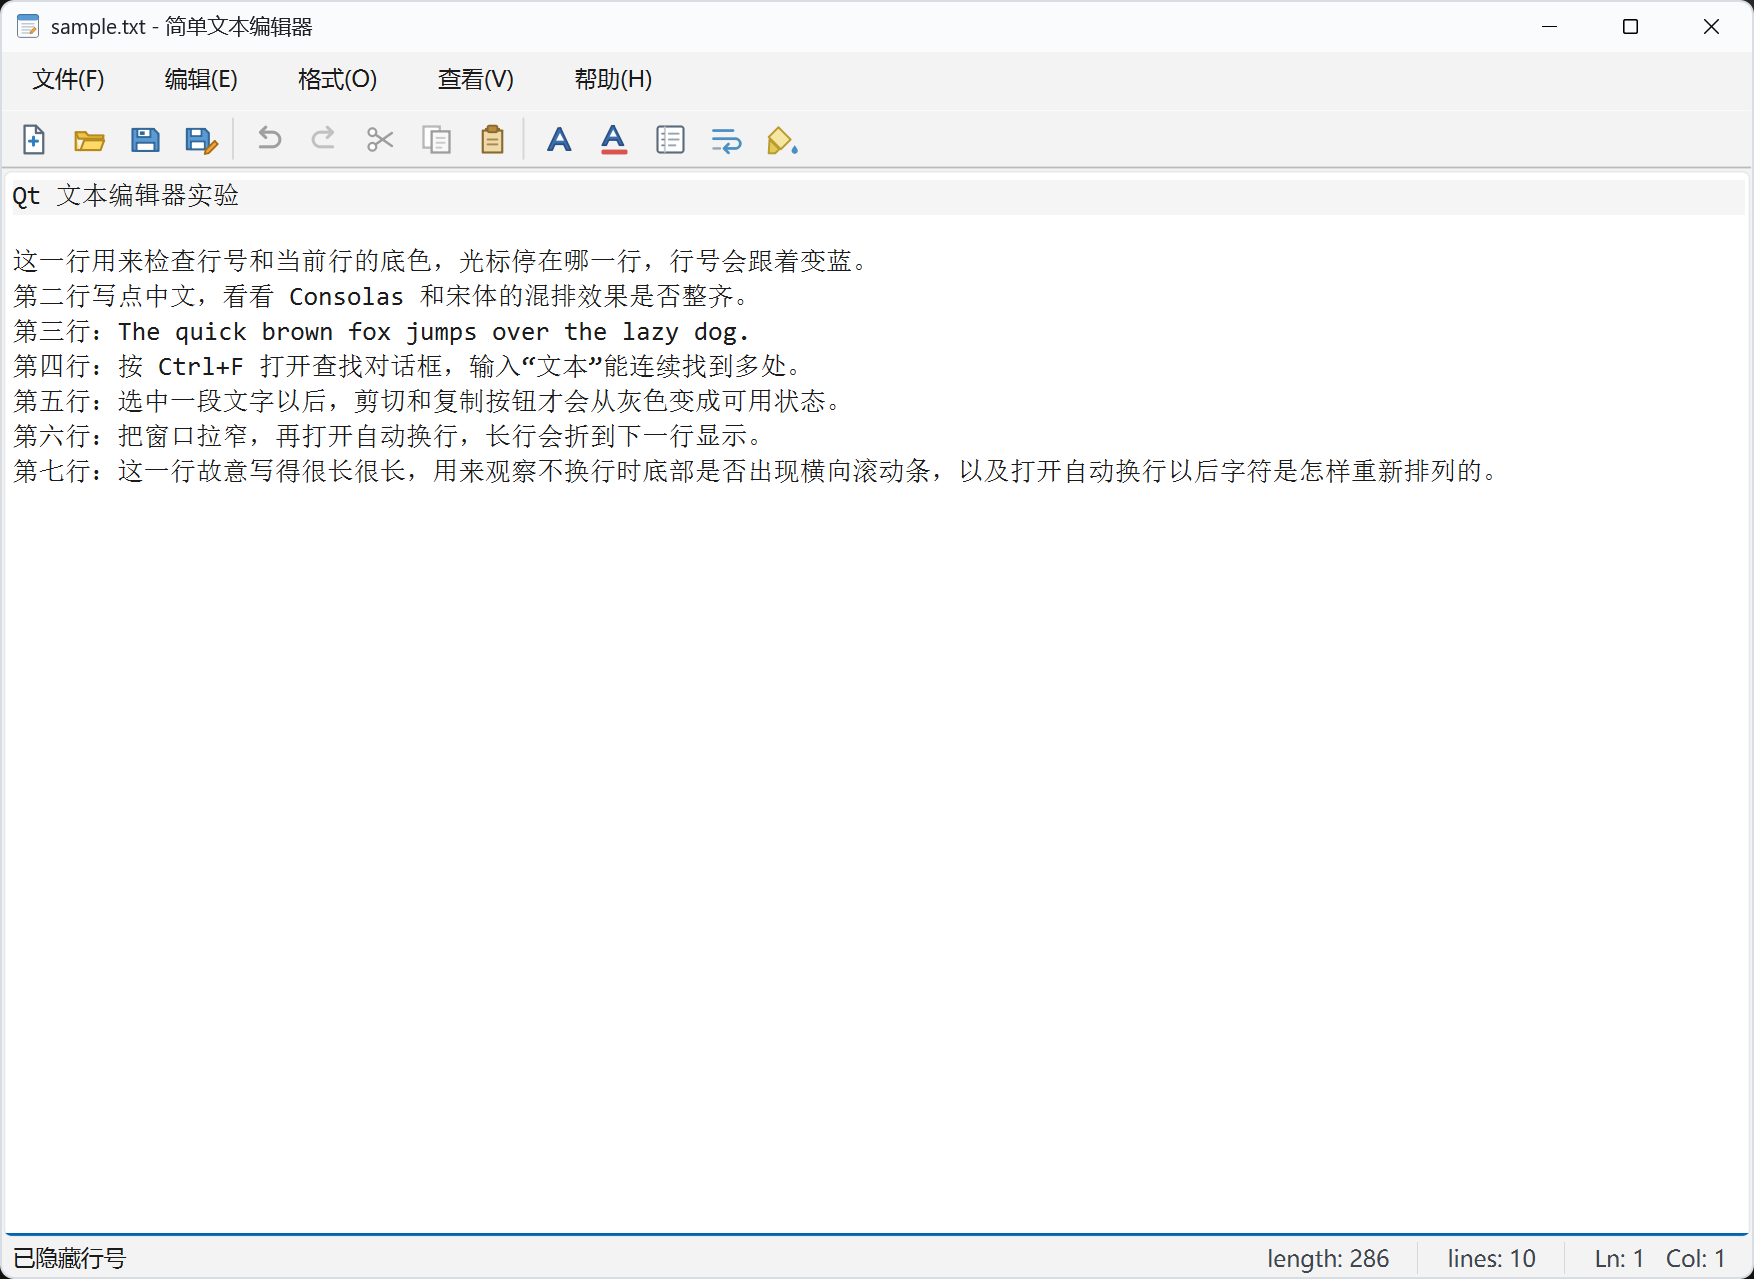 sample.txt - 简单文本编辑器
文件(F) 编辑(E) 格式(O) 查看(V) 帮助(H)
Qt 文本编辑器实验
这一行用来检查行号和当前行的底色，光标停在哪一行，行号会跟着变蓝。
第二行写点中文，看看 Consolas 和宋体的混排效果是否整齐。
第三行：The quick brown fox jumps over the lazy dog.
第四行：按 Ctrl+F 打开查找对话框，输入“文本”能连续找到多处。
第五行：选中一段文字以后，剪切和复制按钮才会从灰色变成可用状态。
第六行：把窗口拉窄，再打开自动换行，长行会折到下一行显示。
第七行：这一行故意写得很长很长，用来观察不换行时底部是否出现横向滚动条，以及打开自动换行以后字符是怎样重新排列的。
已隐藏行号 length: 286 lines: 10 Ln: 1 Col: 1